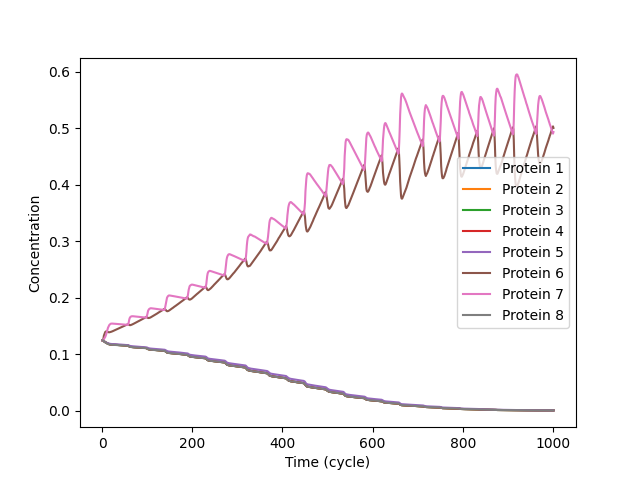 0.6
0.5
0.4
0.3
0.2
0.1
0.0
Concentration
0
200
400
600
800
1000
Time (cycle)
Protein 1
Protein 2
Protein 3
Protein 4
Protein 5
Protein 6
Protein 7
Protein 8